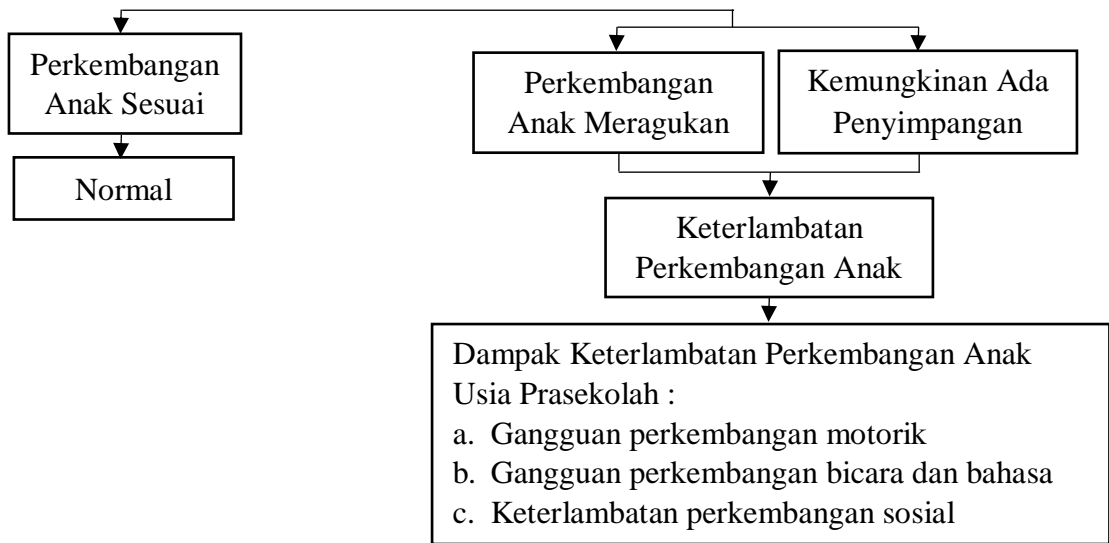 Perkembangan
Anak Sesuai
Normal
Perkembangan
Anak Meragukan
Kemungkinan Ada
Penyimpangan
Keterlambatan
Perkembangan Anak
Dampak Keterlambatan Perkembangan Anak
Usia Prasekolah :
a. Gangguan perkembangan motorik
b. Gangguan perkembangan bicara dan bahasa
c. Keterlambatan perkembangan sosial